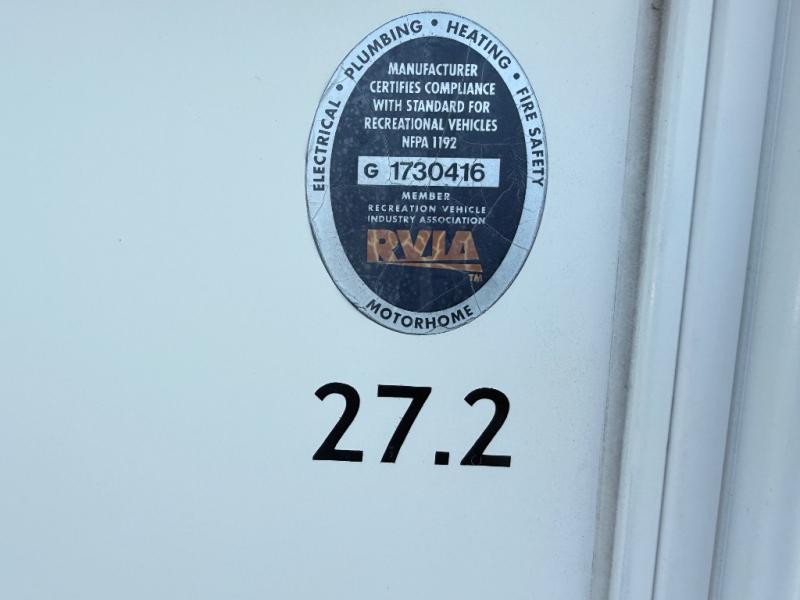 ELECTRICAL • PLUMBING • HEATING • FIRE SAFETY
MANUFACTURER
CERTIFIES COMPLIANCE
WITH STANDARD FOR
RECREATIONAL VEHICLES
NFPA 1192
G 1730416
MEMBER
RECREATION VEHICLE
INDUSTRY ASSOCIATION
RVIA
TM
MOTORHOME
27.2